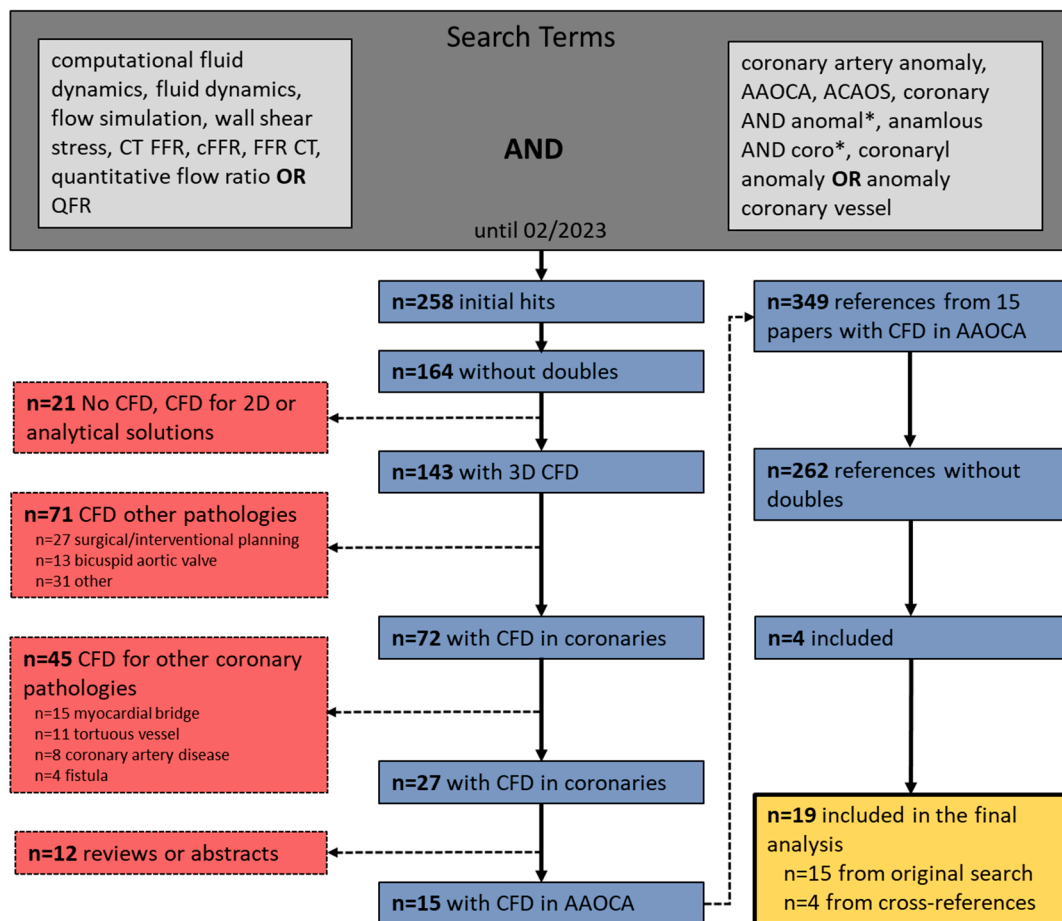 Search Terms
computational fluid
dynamics, fluid dynamics,
flow simulation, wall shear
stress, CT FFR, cFFR, FFR CT,
quantitative flow ratio OR
QFR
AND
until 02/2023
coronary artery anomaly,
AAOCA, ACAOS, coronary
AND anomal*, anamlous
AND coro*, coronaryl
anomaly OR anomaly
coronary vessel
n=258 initial hits
n=164 without doubles
n=21 No CFD, CFD for 2D or
analytical solutions
n=143 with 3D CFD
n=71 CFD other pathologies
n=27 surgical/interventional planning
n=13 bicuspid aortic valve
n=31 other
n=72 with CFD in coronaries
n=45 CFD for other coronary
pathologies
n=15 myocardial bridge
n=11 tortuous vessel
n=8 coronary artery disease
n=4 fistula
n=27 with CFD in coronaries
n=12 reviews or abstracts
n=15 with CFD in AAOCA
n=349 references from 15
papers with CFD in AAOCA
n=262 references without
doubles
n=4 included
n=19 included in the final
analysis
n=15 from original search
n=4 from cross-references